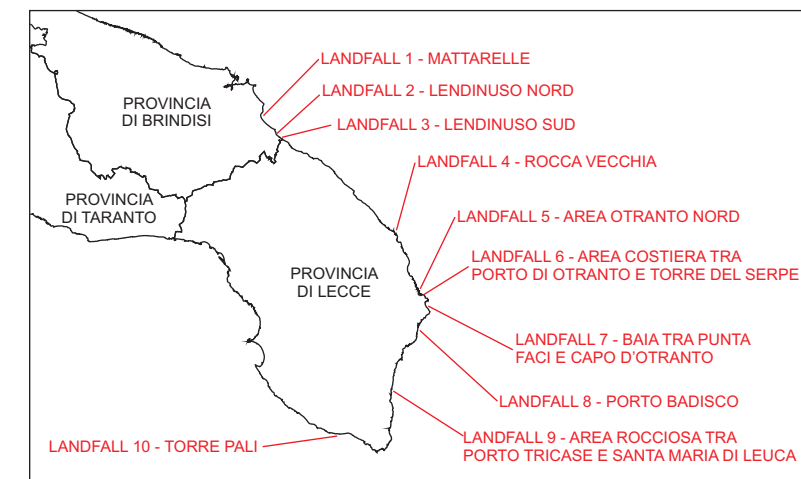 LANDFALL 1 - MATTARELLE
LANDFALL 2 - LENDINUSO NORD
PROVINCIA
DI BRINDISI
LANDFALL 3 - LENDINUSO SUD
LANDFALL 4 - ROCCA VECCHIA
PROVINCIA
DI TARANTO
LANDFALL 5 - AREA OTRANTO NORD
LANDFALL 6 - AREA COSTIERA TRA
PORTO DI OTRANTO E TORRE DEL SERPE
PROVINCIA
DI LECCE
LANDFALL 7 - BAIA TRA PUNTA
FACI E CAPO D'OTRANTO
LANDFALL 8 - PORTO BADISCO
LANDFALL 9 - AREA ROCCIOSA TRA
PORTO TRICASE E SANTA MARIA DI LEUCA
LANDFALL 10 - TORRE PALI